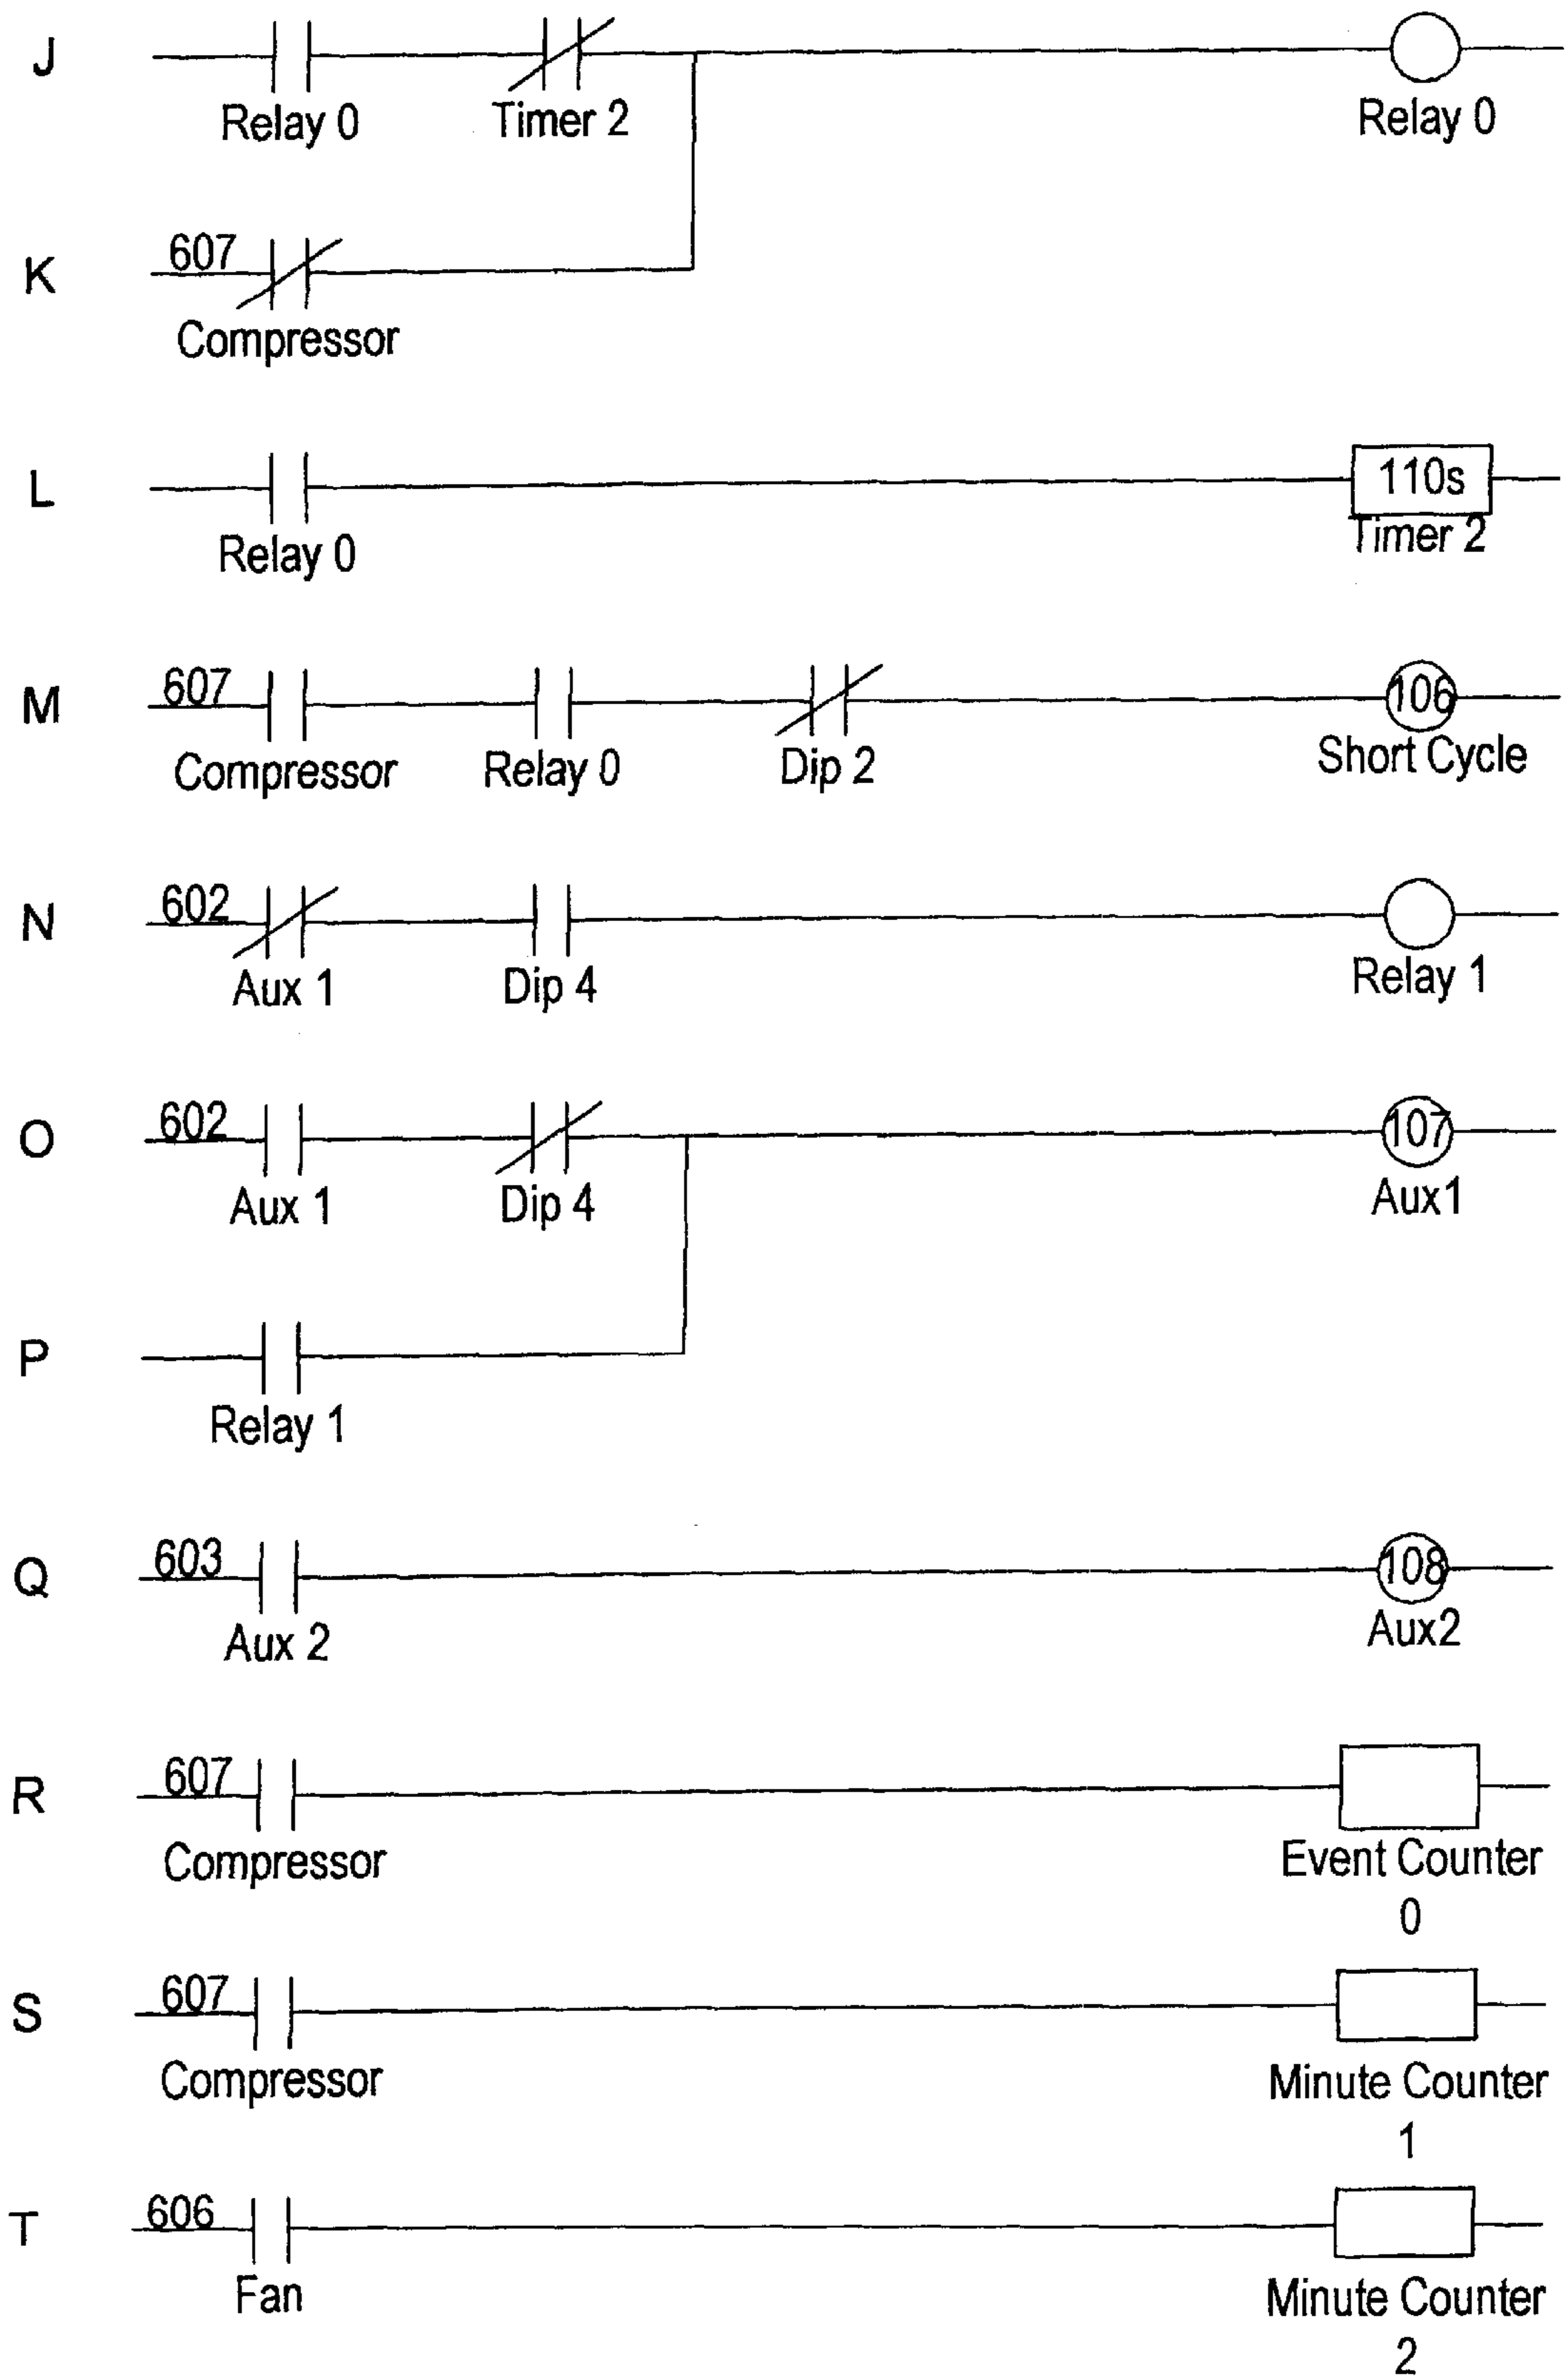 J
Relay 0 Timer 2 Relay 0
607
K
Compressor
L 110s
Relay 0 Timer 2
607
M 106
Compressor Relay 0 Dip 2 Short Cycle
602
N
Aux 1 Dip 4 Relay 1
602
O 107
Aux 1 Dip 4 Aux1
P
Relay 1
603
Q 108
Aux 2 Aux2
607
R
Compressor Event Counter
0
607
S
Compressor Minute Counter
1
606
T
Fan Minute Counter
2